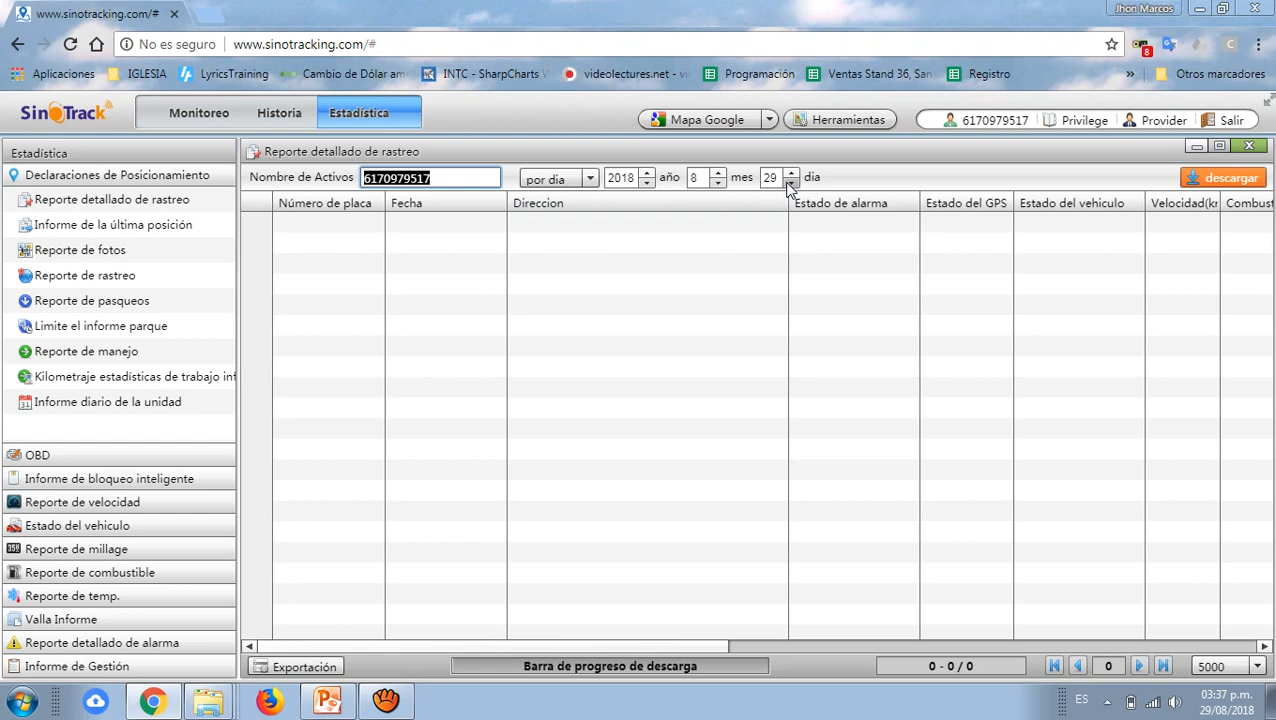 www.sinotracking.com/#
Jhon Marcos
No es seguro
www.sinotracking.com/#
8
C
Aplicaciones
IGLESIA
LyricsTraining
Cambio de Dólar am
INTC - SharpCharts
videolectures.net -
Programación
Ventas Starsl 36, San
Registro
»
Otros marcadores
SinoTrack
Monitoreo
Historia
Estadística
Mapa Google
Herramientas
6170979517
Privilege
Provider
Salir
Estadística
Reporte detallado de rastreo
Declaraciones de Posicionamiento
Nombre de Activos
6170979517
por dia
2018
año
8
mes
29
dia
descargar
Número de placa
Fecha
Direccion
Estado de alarma
Estado del GPS
Estado del vehiculo
Velocidad(kr
Combust
Reporte detallado de rastreo
Informe de la última posición
Reporte de fotos
Reporte de rastreo
Reporte de pasqueos
Limite el informe parque
Reporte de manejo
Kilometraje estadísticas de trabajo inf
Informe diario de la unidad
OBD
Informe de bloqueo inteligente
Reporte de velocidad
Estado del vehiculo
Reporte de millage
Reporte de combustible
Reporte de temp.
Valla Informe
Reporte detallado de alarma
Informe de Gestión
Exportación
Barra de progreso de descarga
0 - 0 / 0
0
5000
ES
03:37 p.m.
29/08/2018